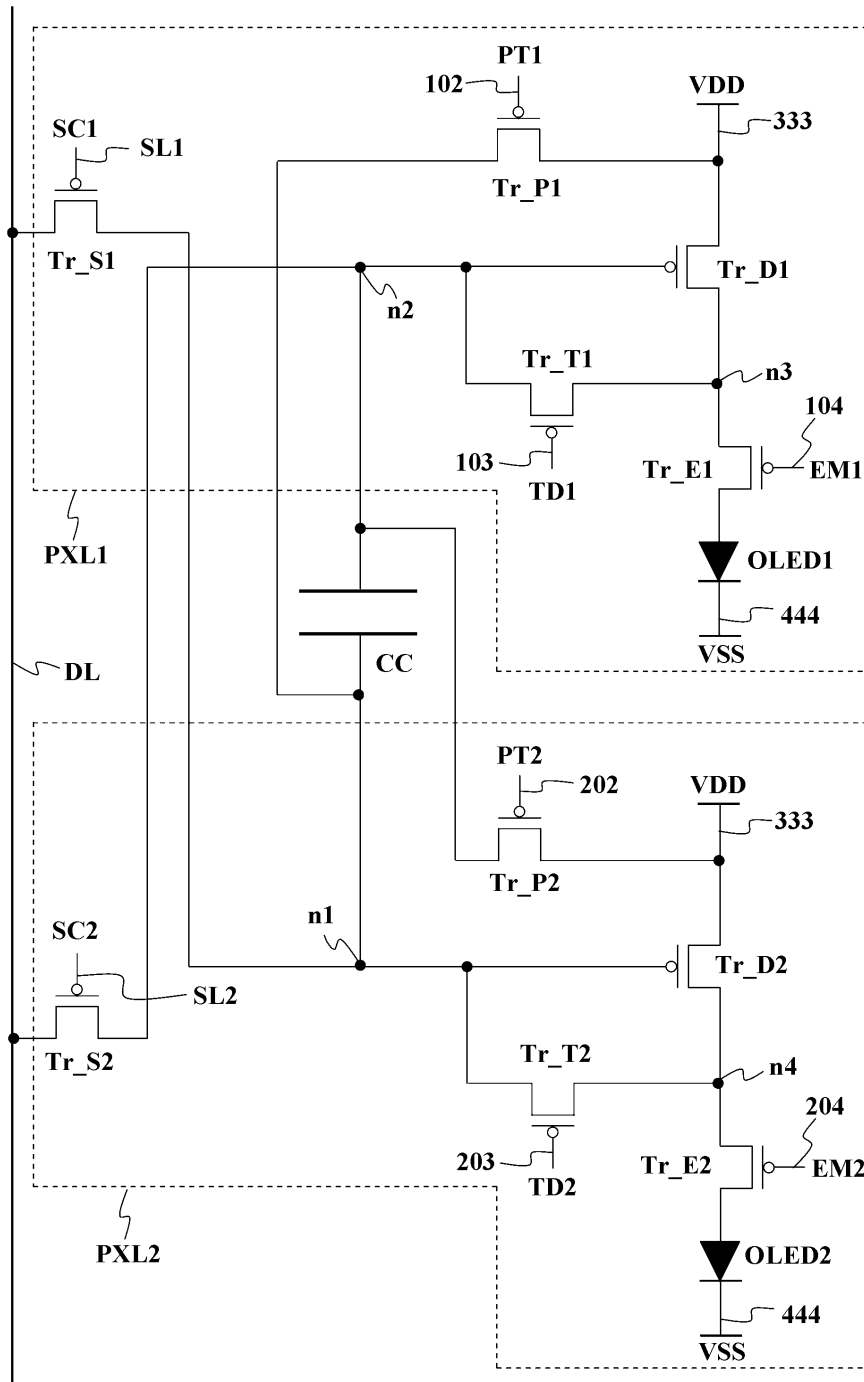 PT1
102
VDD
333
SC1
SL1
Tr_P1
Tr_S1
Tr_D1
n2
Tr_T1
n3
104
103
TD1
Tr_E1
EM1
PXL1
OLED1
444
CC
VSS
DL
PT2
202
VDD
333
Tr_P2
n1
SC2
SL2
Tr_D2
Tr_S2
Tr_T2
n4
204
203
TD2
Tr_E2
EM2
PXL2
OLED2
444
VSS